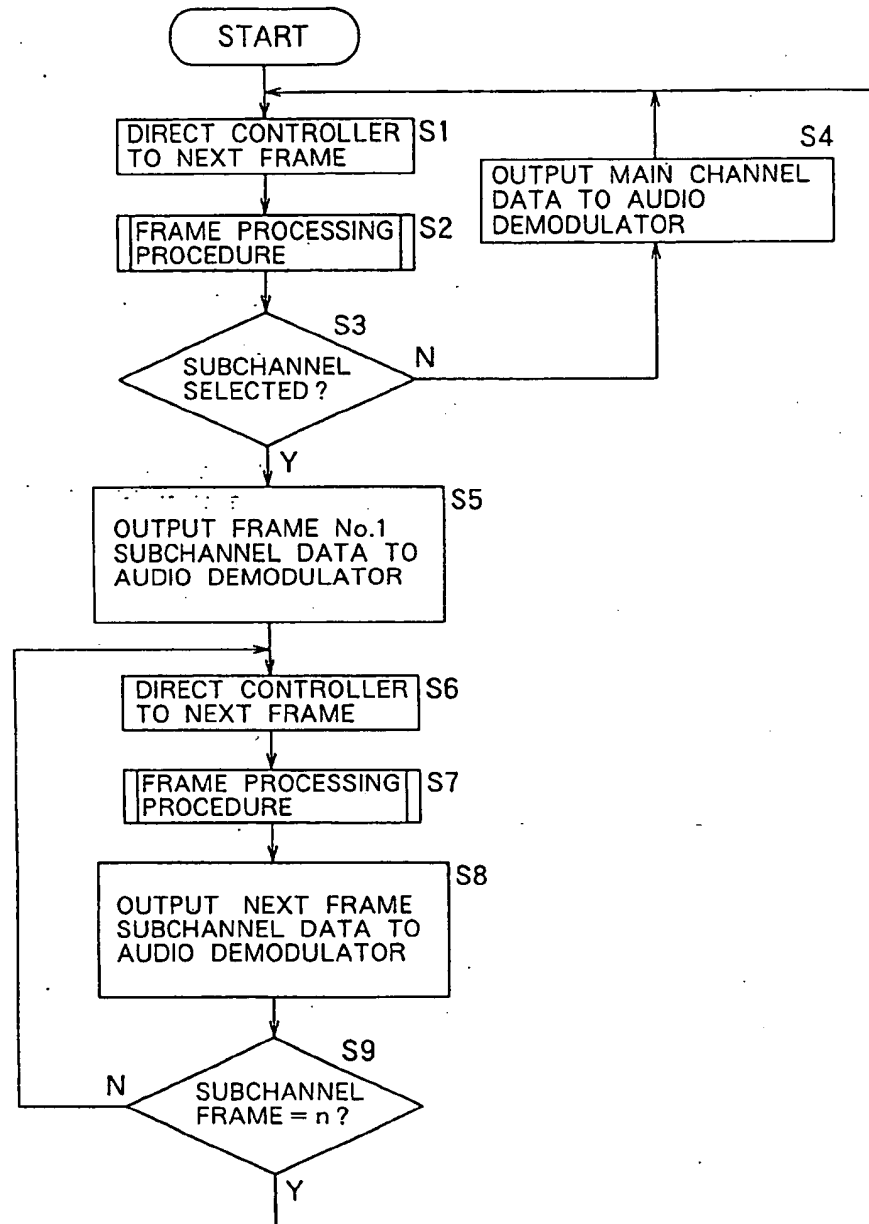 START
DIRECT CONTROLLER
TO NEXT FRAME
S1
FRAME PROCESSING
PROCEDURE
S2
S3
SUBCHANNEL
SELECTED?
N
Y
S4
OUTPUT MAIN CHANNEL
DATA TO AUDIO
DEMODULATOR
S5
OUTPUT FRAME No.1
SUBCHANNEL DATA TO
AUDIO DEMODULATOR
DIRECT CONTROLLER
TO NEXT FRAME
S6
FRAME PROCESSING
PROCEDURE
S7
S8
OUTPUT NEXT FRAME
SUBCHANNEL DATA TO
AUDIO DEMODULATOR
S9
N
SUBCHANNEL
FRAME = n?
Y